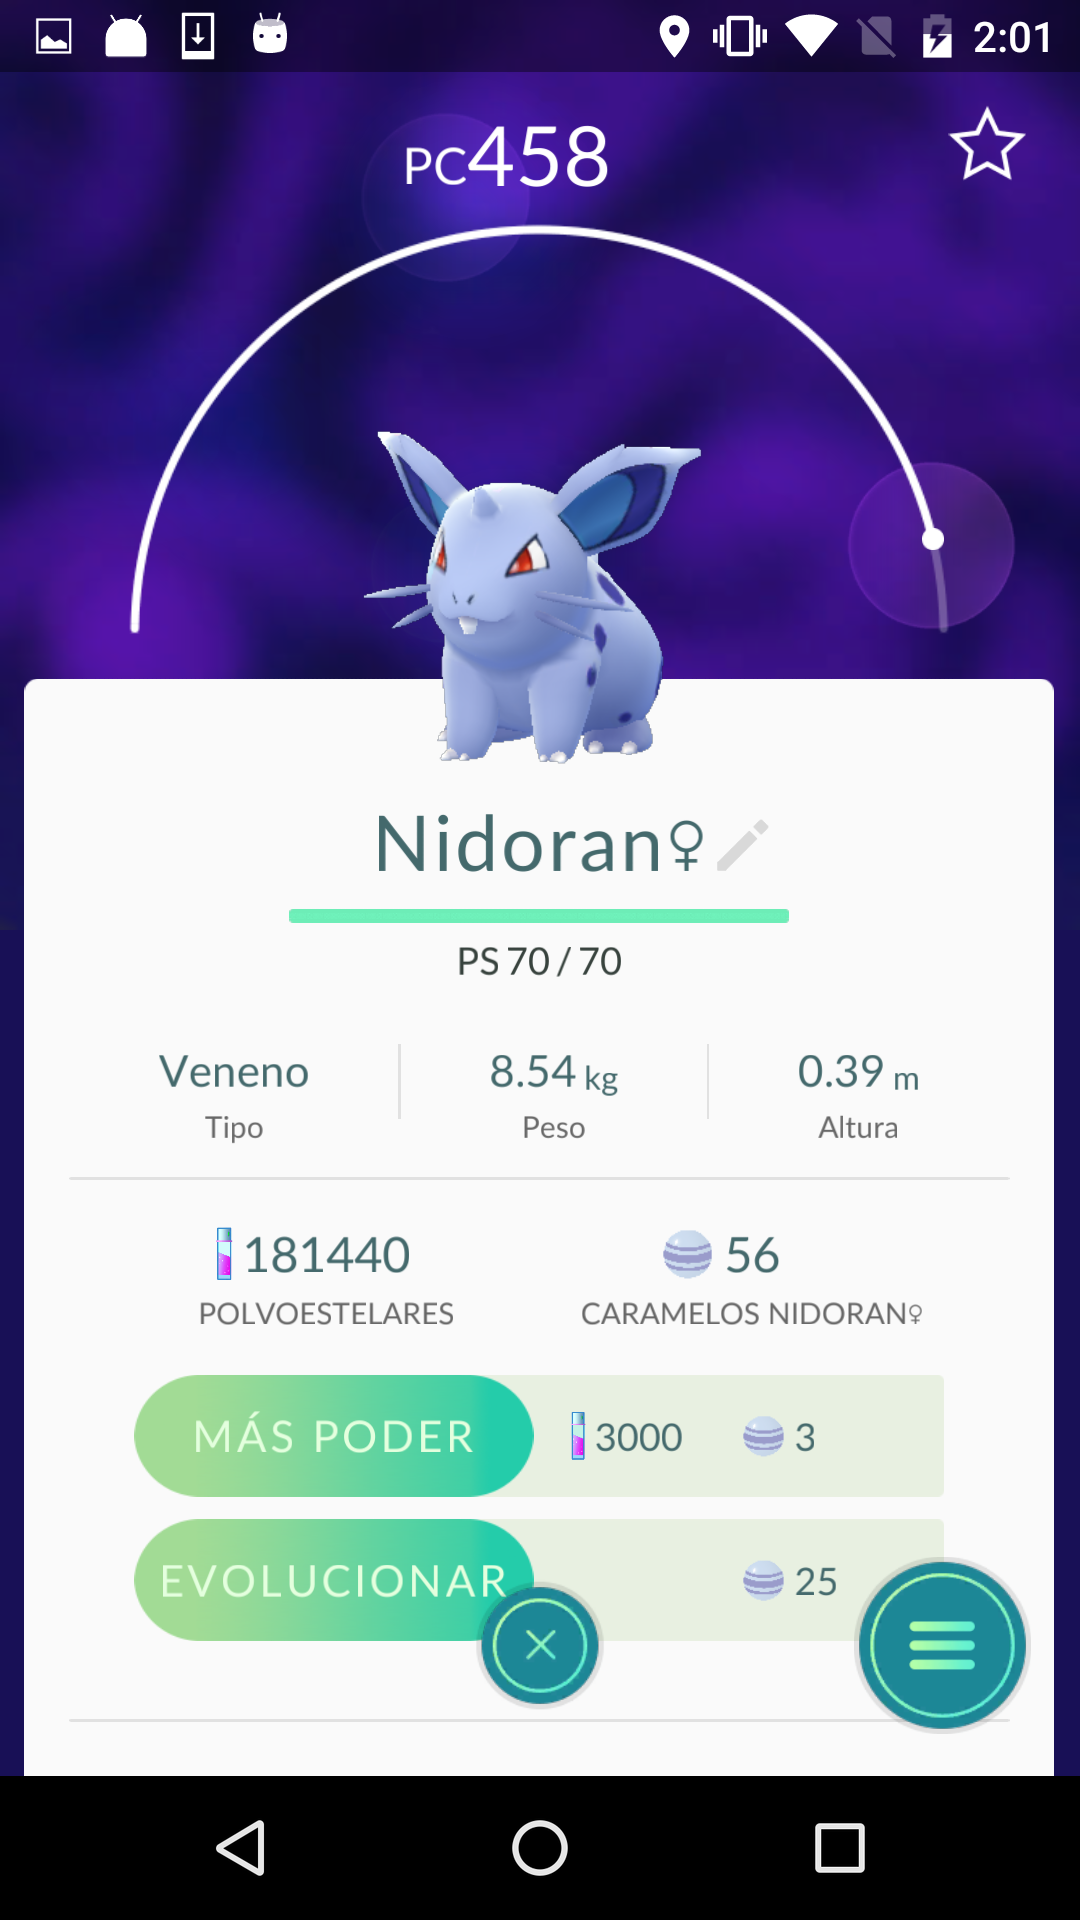 2:01
PC458
Nidoran♀
PS 70 / 70
Veneno 8.54 kg 0.39 m
Tipo Peso Altura
181440 56
POLVOESTELARES CARAMELOS NIDORAN♀
MÁS PODER 3000 3
EVOLUCIONAR 25